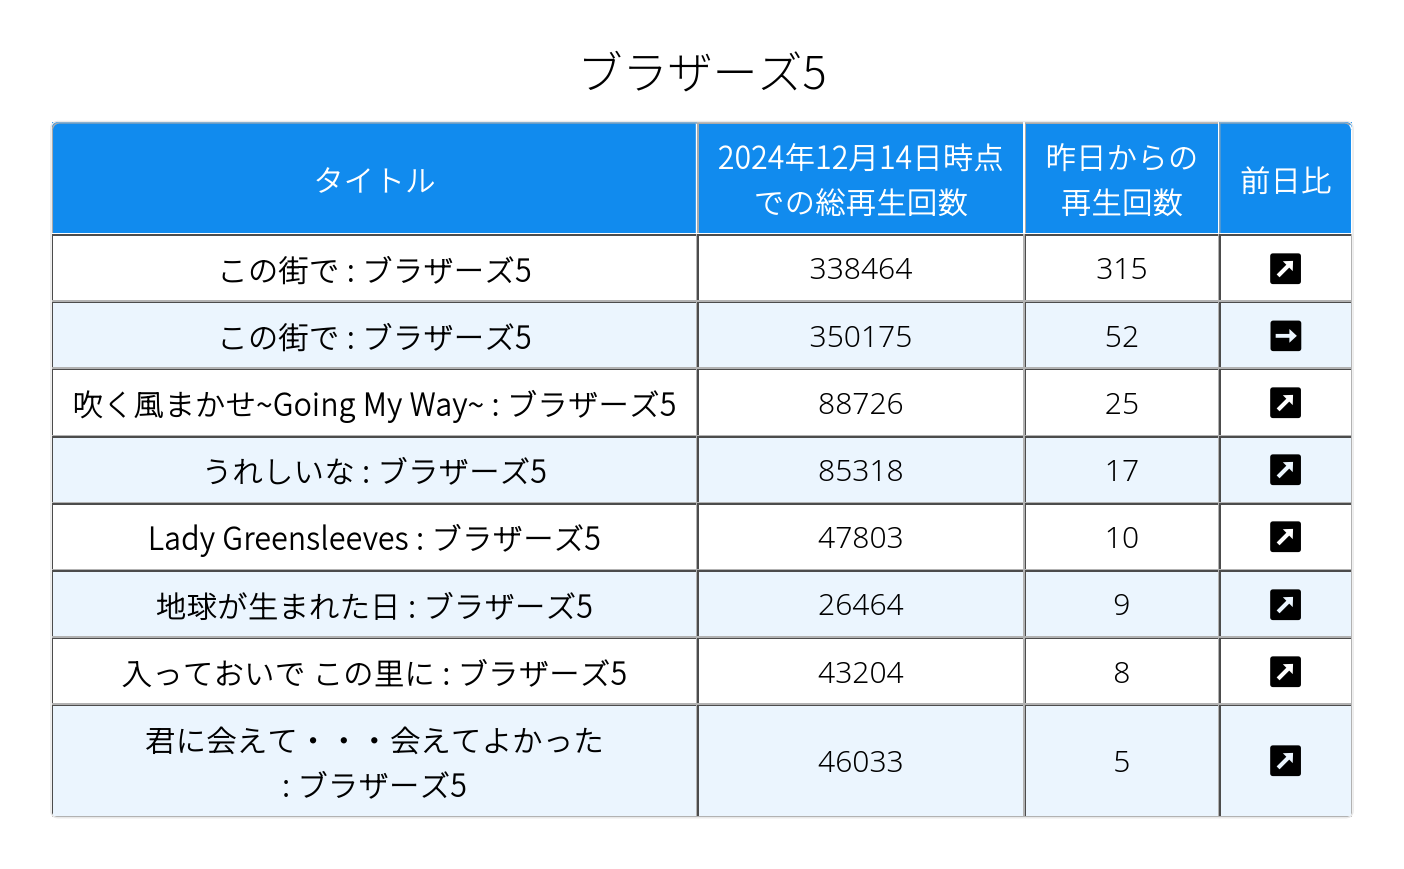 ブラザーズ5
タイトル
2024年12月14日時点
での総再生回数
昨日からの
再生回数
前日比
この街で : ブラザーズ5
338464
315
この街で : ブラザーズ5
350175
52
吹く風まかせ~Going My Way~ : ブラザーズ5
88726
25
うれしいな : ブラザーズ5
85318
17
Lady Greensleeves : ブラザーズ5
47803
10
地球が生まれた日 : ブラザーズ5
26464
9
入っておいで この里に : ブラザーズ5
43204
8
君に会えて・・・会えてよかった
: ブラザーズ5
46033
5